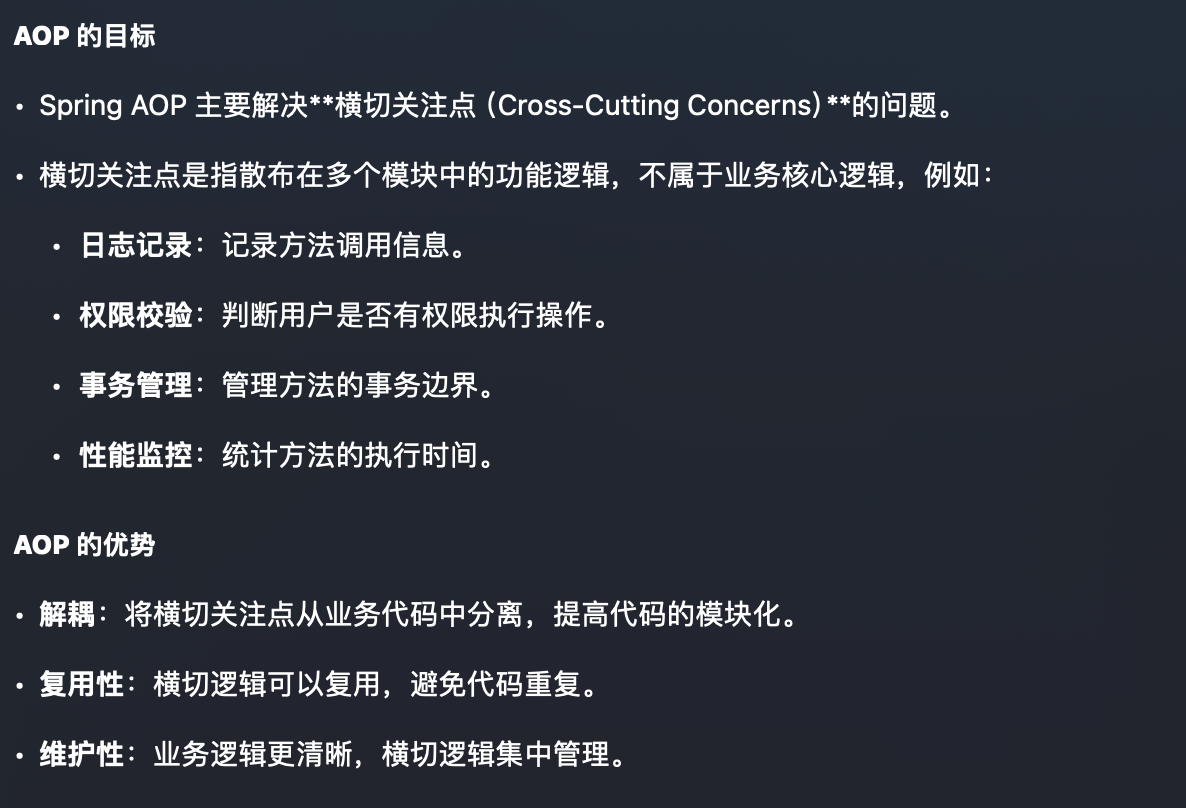 AOP 的目标
• Spring AOP 主要解决**横切关注点（Cross-Cutting Concerns）**的问题。
• 横切关注点是指散布在多个模块中的功能逻辑，不属于业务核心逻辑，例如：
• 日志记录：记录方法调用信息。
• 权限校验：判断用户是否有权限执行操作。
• 事务管理：管理方法的事务边界。
• 性能监控：统计方法的执行时间。
AOP 的优势
• 解耦：将横切关注点从业务代码中分离，提高代码的模块化。
• 复用性：横切逻辑可以复用，避免代码重复。
• 维护性：业务逻辑更清晰，横切逻辑集中管理。